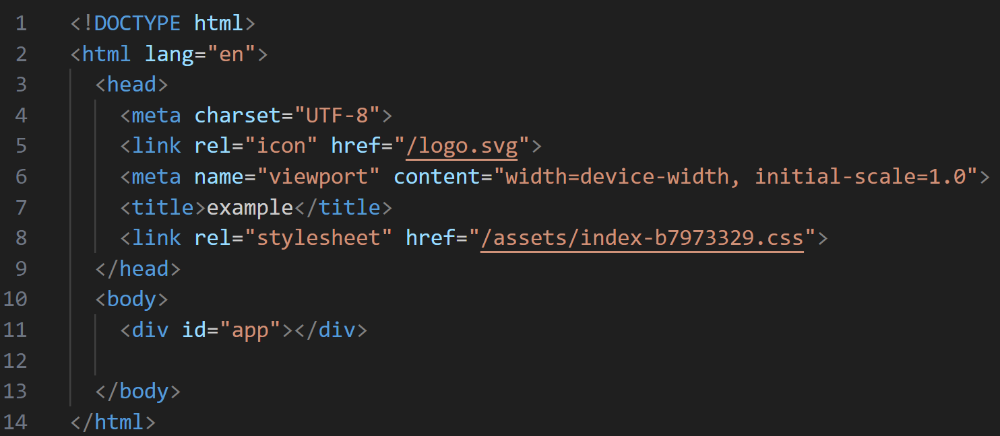 1 <!DOCTYPE html>
2 <html lang="en">
3   <head>
4     <meta charset="UTF-8">
5     <link rel="icon" href="/logo.svg">
6     <meta name="viewport" content="width=device-width, initial-scale=1.0">
7     <title>example</title>
8     <link rel="stylesheet" href="/assets/index-b7973329.css">
9   </head>
10   <body>
11     <div id="app"></div>
12
13   </body>
14 </html>